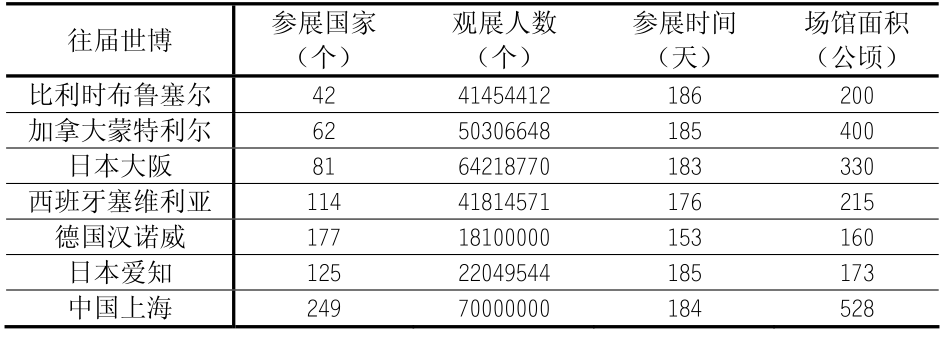 往届世博 参展国家（个） 观展人数（个） 参展时间（天） 场馆面积（公顷）
比利时布鲁塞尔 42 41454412 186 200
加拿大蒙特利尔 62 50306648 185 400
日本大阪 81 64218770 183 330
西班牙塞维利亚 114 41814571 176 215
德国汉诺威 177 18100000 153 160
日本爱知 125 22049544 185 173
中国上海 249 70000000 184 528